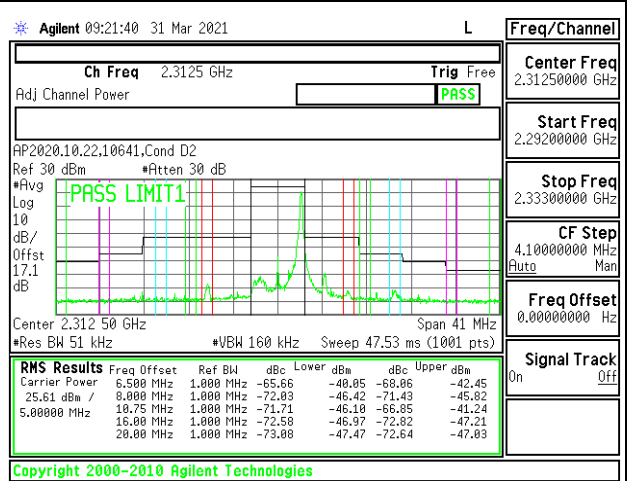 Agilent 09:21:40 31 Mar 2021 L Freq/Channel
Ch Freq 2.3125 GHz Trig Free
Adj Channel Power PASS
AP2020.10.22,10641,Cond D2
Ref 30 dBm #Atten 30 dB
#Avg
Log
10
dB/
Offst
17.1
dB
PASS LIMIT1
Center 2.312 50 GHz Span 41 MHz
#Res BW 51 kHz #VBW 160 kHz Sweep 47.53 ms (1001 pts)
RMS Results Freq Offset Ref BW dBc Lower dBm dBc Upper dBm
Carrier Power 6.500 MHz 1.000 MHz -65.66 -40.05 -68.06 -42.45
25.61 dBm / 8.000 MHz 1.000 MHz -72.03 -46.42 -71.43 -45.82
5.00000 MHz 10.75 MHz 1.000 MHz -71.71 -46.10 -66.85 -41.24
16.00 MHz 1.000 MHz -72.58 -46.97 -72.82 -47.21
20.00 MHz 1.000 MHz -73.08 -47.47 -72.64 -47.03
Center Freq
2.31250000 GHz
Start Freq
2.29200000 GHz
Stop Freq
2.33300000 GHz
CF Step
4.10000000 MHz
Auto Man
Freq Offset
0.00000000 Hz
Signal Track
On Off
Copyright 2000-2010 Agilent Technologies